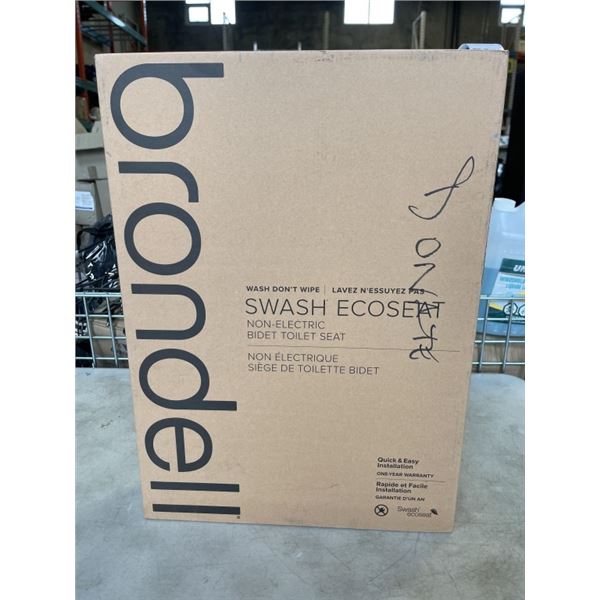 brondell®
WASH DON'T WIPE | LAVEZ N'ESSUYEZ PAS
SWASH ECOSEAT
NON-ELECTRIC
BIDET TOILET SEAT
NON ÉLECTRIQUE
SIÈGE DE TOILETTE BIDET
Quick & Easy
Installation
ONE-YEAR WARRANTY
Rapide et Facile
Installation
GARANTIE D'UN AN
Swash
ecoseat